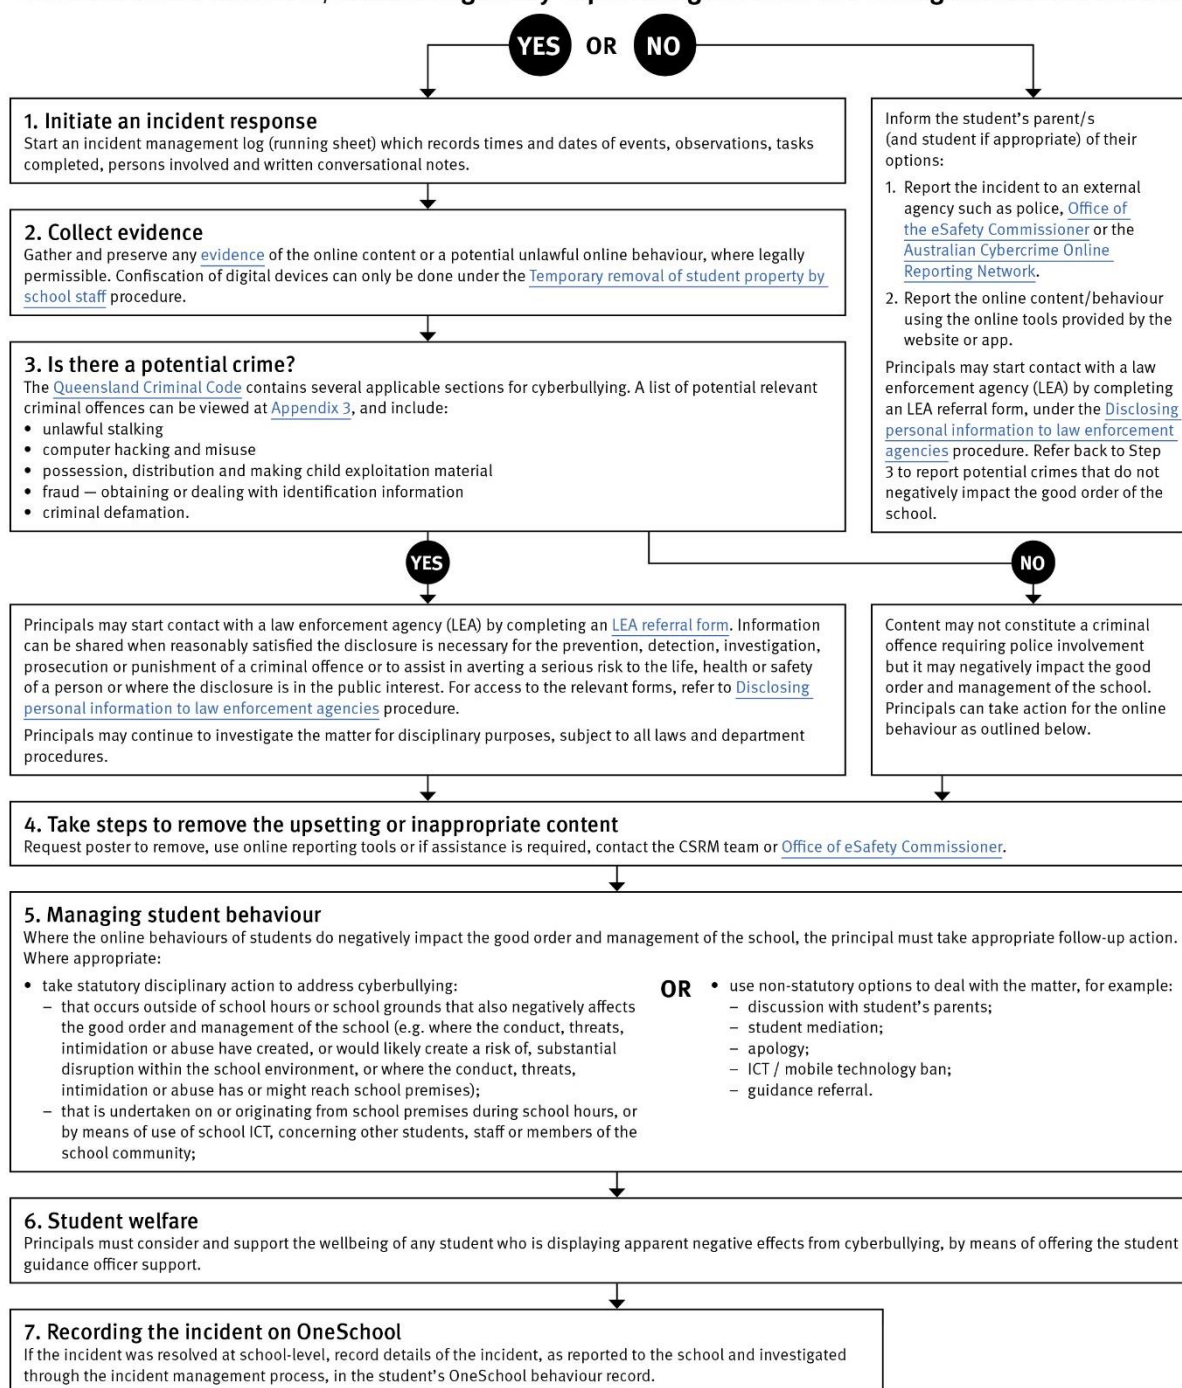 YES OR NO
1. Initiate an incident response
Start an incident management log (running sheet) which records times and dates of events, observations, tasks
completed, persons involved and written conversational notes.
2. Collect evidence
Gather and preserve any evidence of the online content or a potential unlawful online behaviour, where legally
permissible. Confiscation of digital devices can only be done under the Temporary removal of student property by
school staff procedure.
3. Is there a potential crime?
The Queensland Criminal Code contains several applicable sections for cyberbullying. A list of potential relevant
criminal offences can be viewed at Appendix 3, and include:
• unlawful stalking
• computer hacking and misuse
• possession, distribution and making child exploitation material
• fraud — obtaining or dealing with identification information
• criminal defamation.
Inform the student's parent/s
(and student if appropriate) of their
options:
1. Report the incident to an external
agency such as police, Office of
the eSafety Commissioner or the
Australian Cybercrime Online
Reporting Network.
2. Report the online content/behaviour
using the online tools provided by the
website or app.
Principals may start contact with a law
enforcement agency (LEA) by completing
an LEA referral form, under the Disclosing
personal information to law enforcement
agencies procedure. Refer back to Step
3 to report potential crimes that do not
negatively impact the good order of the
school.
YES
NO
Principals may start contact with a law enforcement agency (LEA) by completing an LEA referral form. Information
can be shared when reasonably satisfied the disclosure is necessary for the prevention, detection, investigation,
prosecution or punishment of a criminal offence or to assist in averting a serious risk to the life, health or safety
of a person or where the disclosure is in the public interest. For access to the relevant forms, refer to Disclosing
personal information to law enforcement agencies procedure.
Principals may continue to investigate the matter for disciplinary purposes, subject to all laws and department
procedures.
Content may not constitute a criminal
offence requiring police involvement
but it may negatively impact the good
order and management of the school.
Principals can take action for the online
behaviour as outlined below.
4. Take steps to remove the upsetting or inappropriate content
Request poster to remove, use online reporting tools or if assistance is required, contact the CSRM team or Office of eSafety Commissioner.
5. Managing student behaviour
Where the online behaviours of students do negatively impact the good order and management of the school, the principal must take appropriate follow-up action.
Where appropriate:
• take statutory disciplinary action to address cyberbullying:
– that occurs outside of school hours or school grounds that also negatively affects
the good order and management of the school (e.g. where the conduct, threats,
intimidation or abuse have created, or would likely create a risk of, substantial
disruption within the school environment, or where the conduct, threats,
intimidation or abuse has or might reach school premises);
– that is undertaken on or originating from school premises during school hours, or
by means of use of school ICT, concerning other students, staff or members of the
school community;
OR
• use non-statutory options to deal with the matter, for example:
– discussion with student's parents;
– student mediation;
– apology;
– ICT / mobile technology ban;
– guidance referral.
6. Student welfare
Principals must consider and support the wellbeing of any student who is displaying apparent negative effects from cyberbullying, by means of offering the student
guidance officer support.
7. Recording the incident on OneSchool
If the incident was resolved at school-level, record details of the incident, as reported to the school and investigated
through the incident management process, in the student's OneSchool behaviour record.